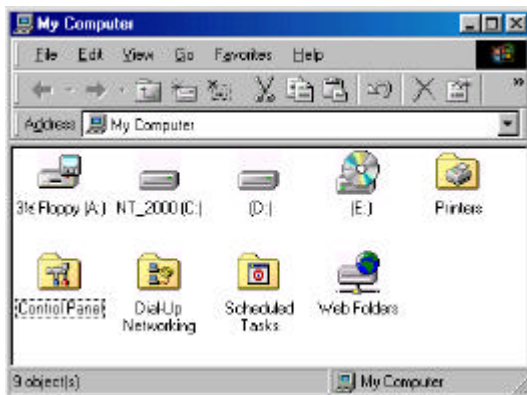 My Computer
File Edit View Go Favorites Help
Address My Computer
3½ Floppy (A:) NT_2000 (C:) (D:) (E:) Printers
Control Panel Dial-Up Networking Scheduled Tasks Web Folders
9 object(s) My Computer